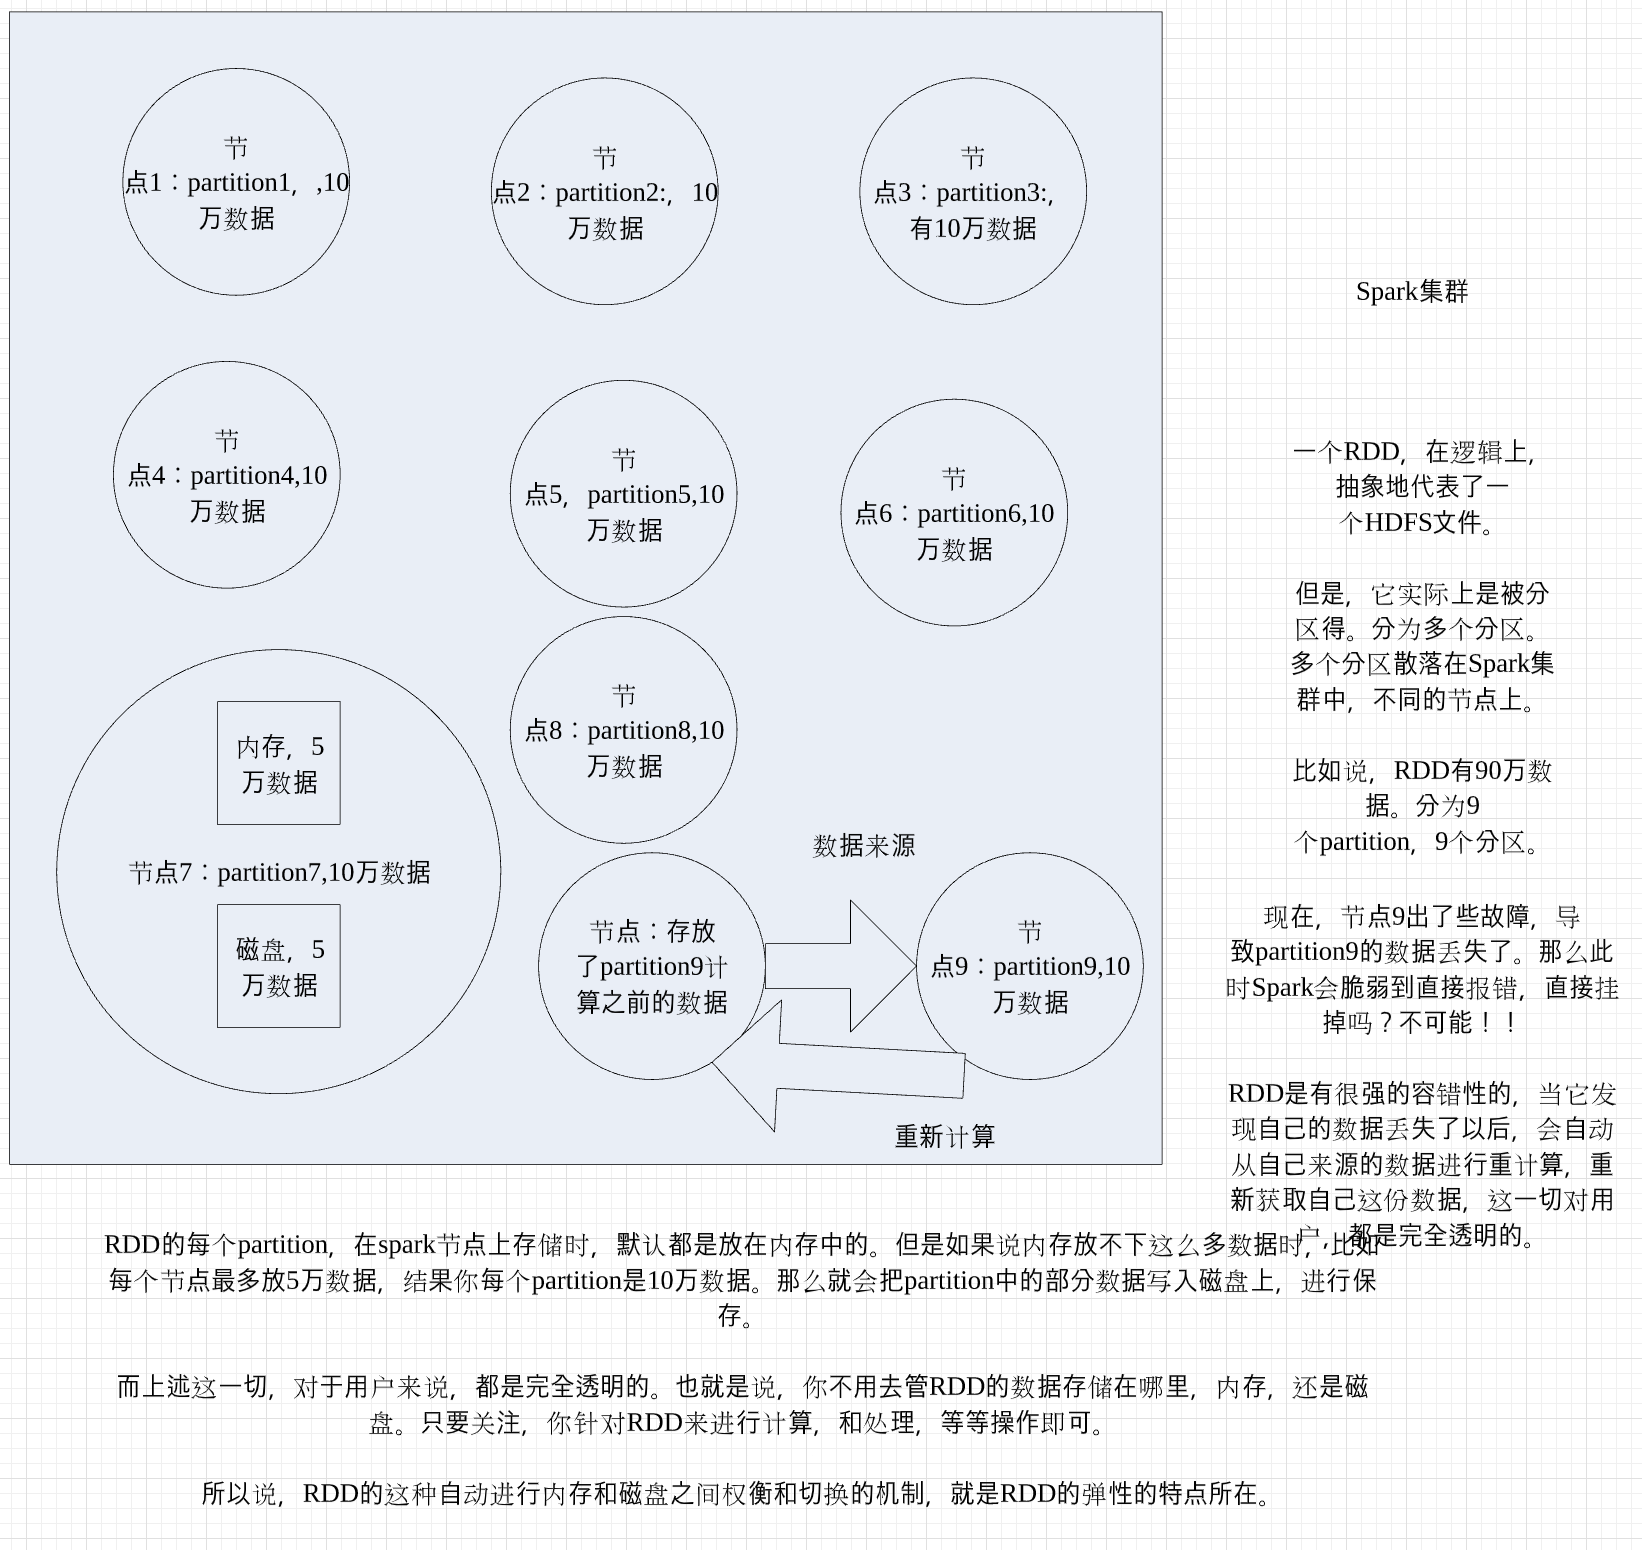 节
点1：partition1，,10
万数据
节
点2：partition2:，10
万数据
节
点3：partition3:，
有10万数据
Spark集群
节
点4：partition4,10
万数据
节
点5，partition5,10
万数据
节
点6：partition6,10
万数据
一个RDD，在逻辑上，
抽象地代表了一
个HDFS文件。
但是，它实际上是被分
区得。分为多个分区。
多个分区散落在Spark集
群中，不同的节点上。
比如说，RDD有90万数
据。分为9
个partition，9个分区。
现在，节点9出了些故障，导
致partition9的数据丢失了。那么此
时Spark会脆弱到直接报错，直接挂
掉吗？不可能！！
RDD是有很强的容错性的，当它发
现自己的数据丢失了以后，会自动
从自己来源的数据进行重计算，重
新获取自己这份数据，这一切对用
户，都是完全透明的。
内存，5
万数据
节点7：partition7,10万数据
磁盘，5
万数据
节
点8：partition8,10
万数据
数据来源
节点：存放
了partition9计
算之前的数据
节
点9：partition9,10
万数据
重新计算
RDD的每个partition，在spark节点上存储时，默认都是放在内存中的。但是如果说内存放不下这么多数据时，比如
每个节点最多放5万数据，结果你每个partition是10万数据。那么就会把partition中的部分数据写入磁盘上，进行保
存。
而上述这一切，对于用户来说，都是完全透明的。也就是说，你不用去管RDD的数据存储在哪里，内存，还是磁
盘。只要关注，你针对RDD来进行计算，和处理，等等操作即可。
所以说，RDD的这种自动进行内存和磁盘之间权衡和切换的机制，就是RDD的弹性的特点所在。